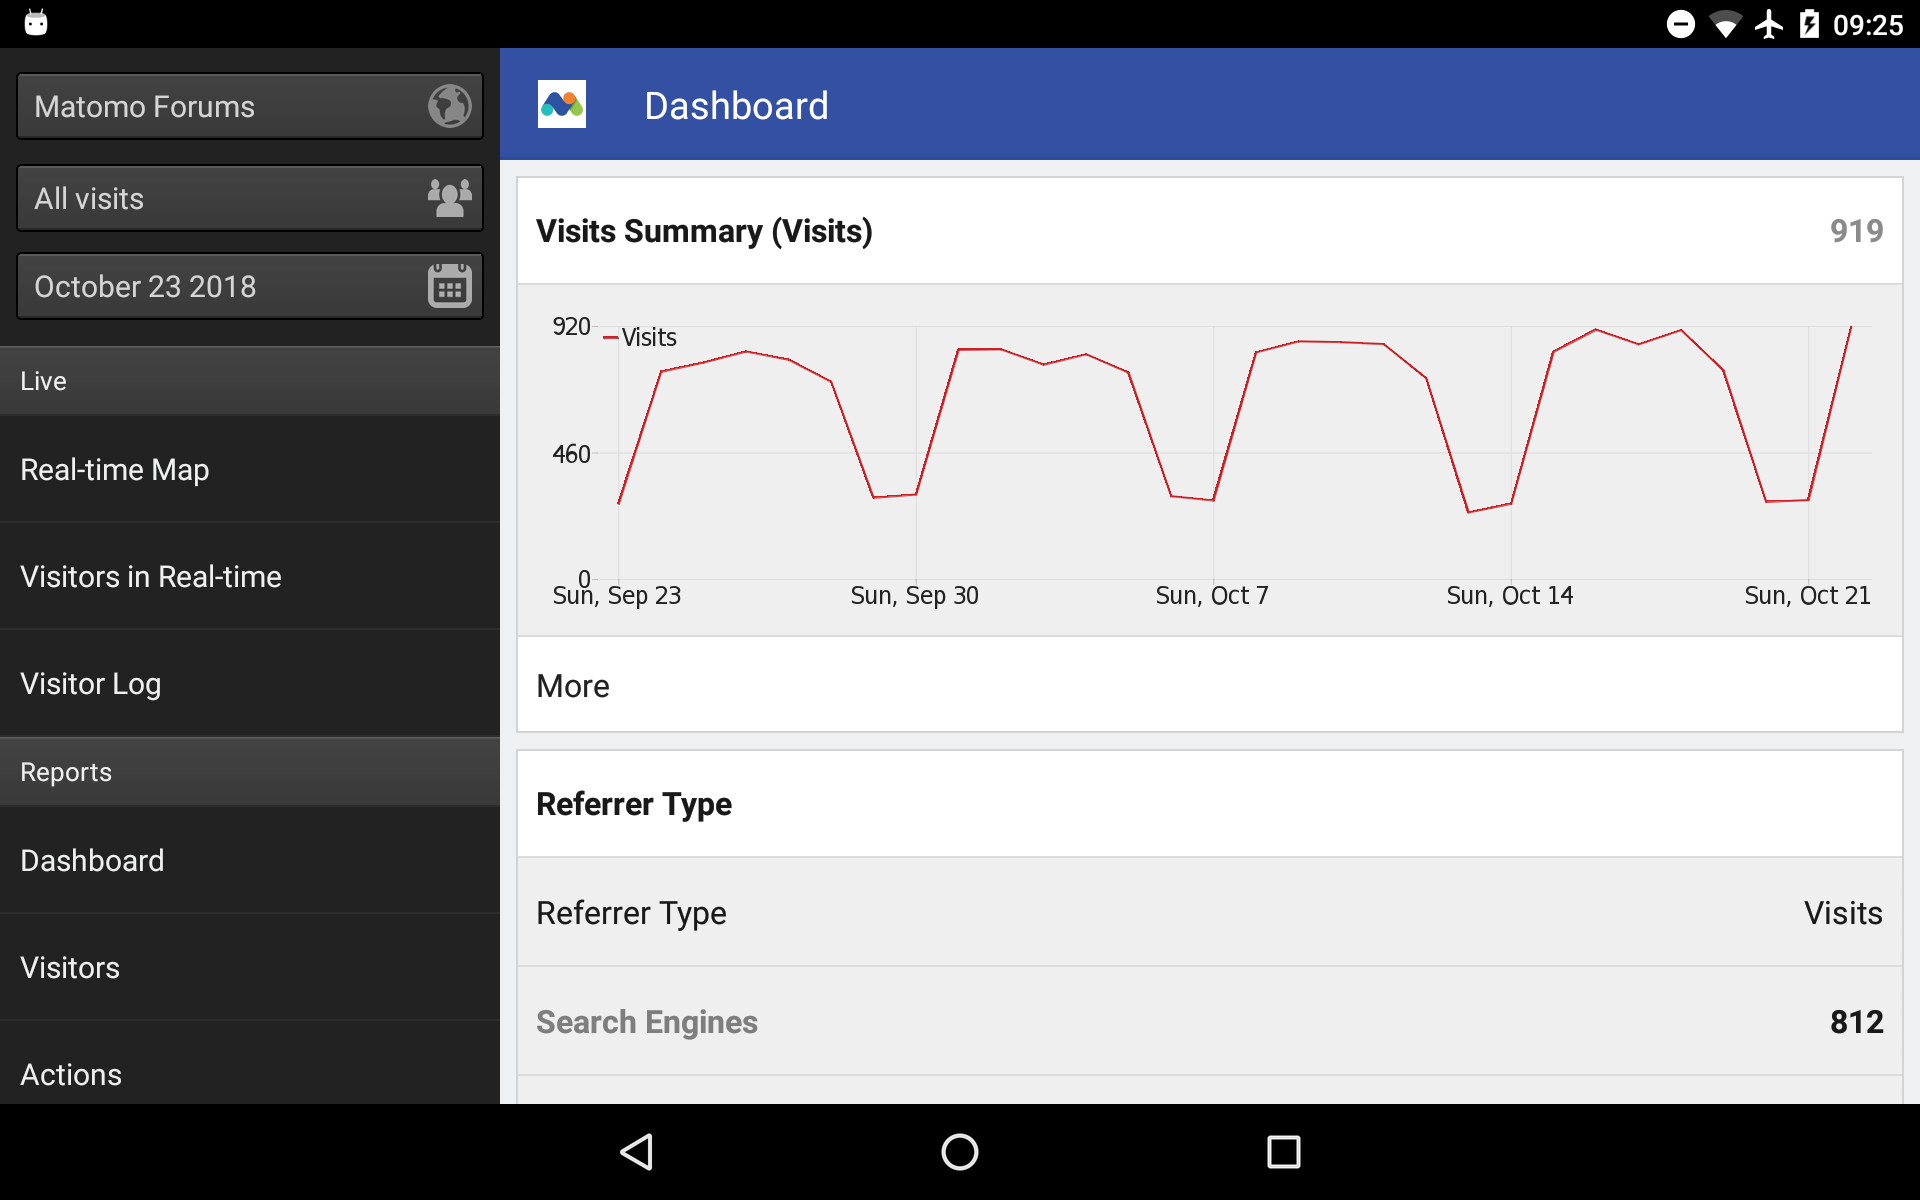 09:25
Matomo Forums
All visits
October 23 2018
Live
Real-time Map
Visitors in Real-time
Visitor Log
Reports
Dashboard
Visitors
Actions
Dashboard
Visits Summary (Visits) 919
920
Visits
460
0
Sun, Sep 23 Sun, Sep 30 Sun, Oct 7 Sun, Oct 14 Sun, Oct 21
More
Referrer Type
Referrer Type Visits
Search Engines 812